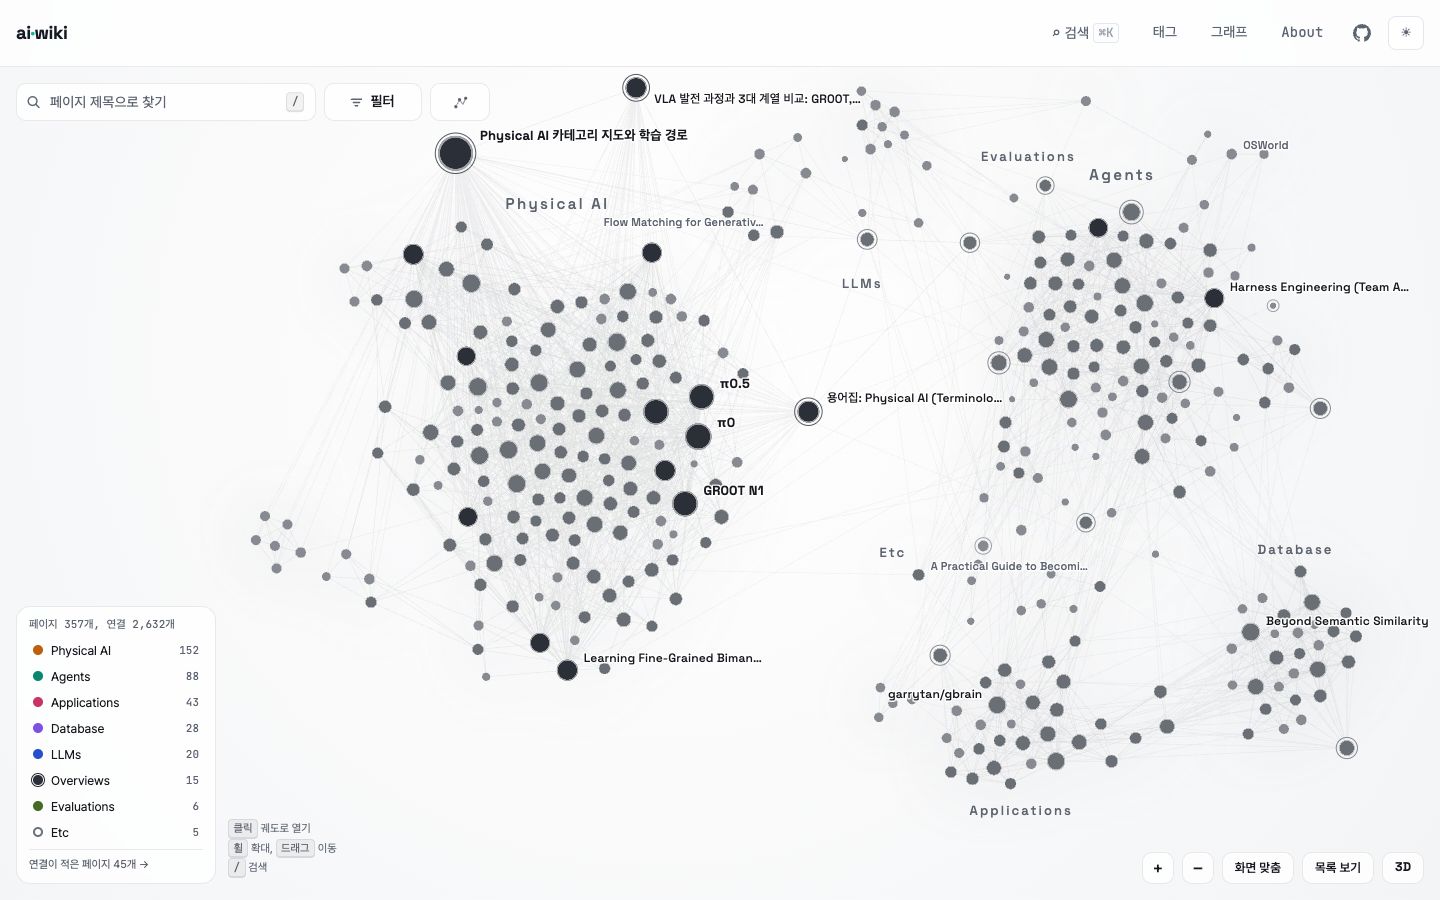 ai-wiki
검색 ⌘K
태그
그래프
About
페이지 제목으로 찾기 /
필터
VLA 발전 과정과 3대 계열 비교: GR00T,...
Physical AI 카테고리 지도와 학습 경로
Evaluations
OSWorld
Agents
Physical AI
Flow Matching for Generativ...
LLMs
Harness Engineering (Team A...
π0.5
용어집: Physical AI (Terminolo...
π0
GR00T N1
Etc
Database
A Practical Guide to Becomi...
Beyond Semantic Similarity
Learning Fine-Grained Biman...
garrytan/gbrain
Applications
페이지 357개, 연결 2,632개
Physical AI 152
Agents 88
Applications 43
Database 28
LLMs 20
Overviews 15
Evaluations 6
Etc 5
연결이 적은 페이지 45개 →
클릭 궤도로 열기
휠 확대, 드래그 이동
/ 검색
+
−
화면 맞춤
목록 보기
3D